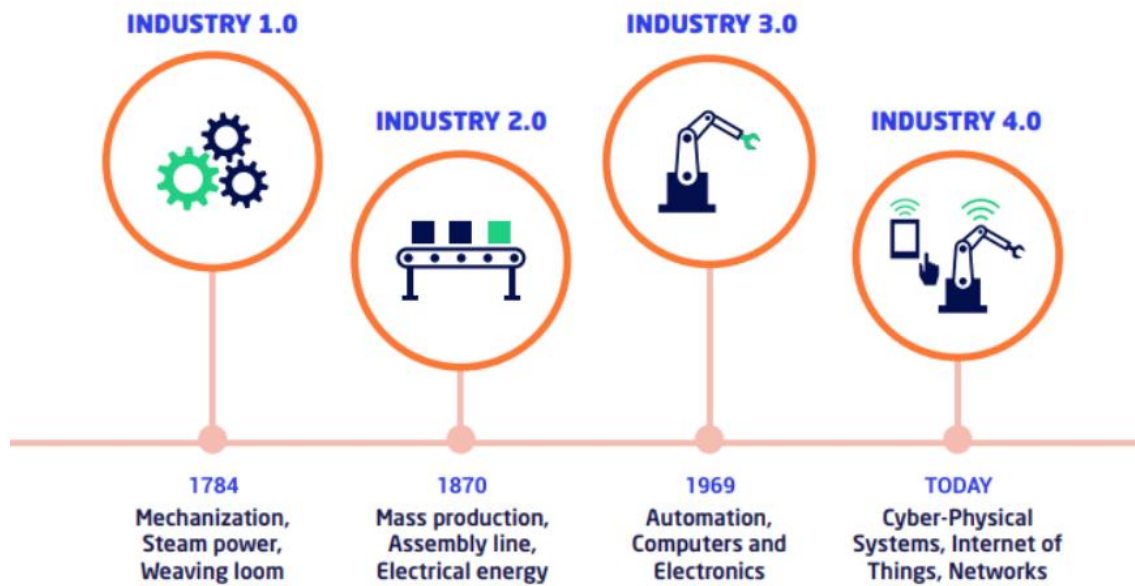 INDUSTRY 1.0
INDUSTRY 2.0
INDUSTRY 3.0
INDUSTRY 4.0
1784
Mechanization,
Steam power,
Weaving loom
1870
Mass production,
Assembly line,
Electrical energy
1969
Automation,
Computers and
Electronics
TODAY
Cyber-Physical
Systems, Internet of
Things, Networks